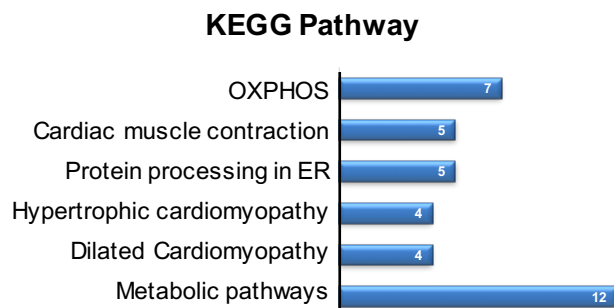 KEGG Pathway
OXPHOS 7
Cardiac muscle contraction 5
Protein processing in ER 5
Hypertrophic cardiomyopathy 4
Dilated Cardiomyopathy 4
Metabolic pathways 12